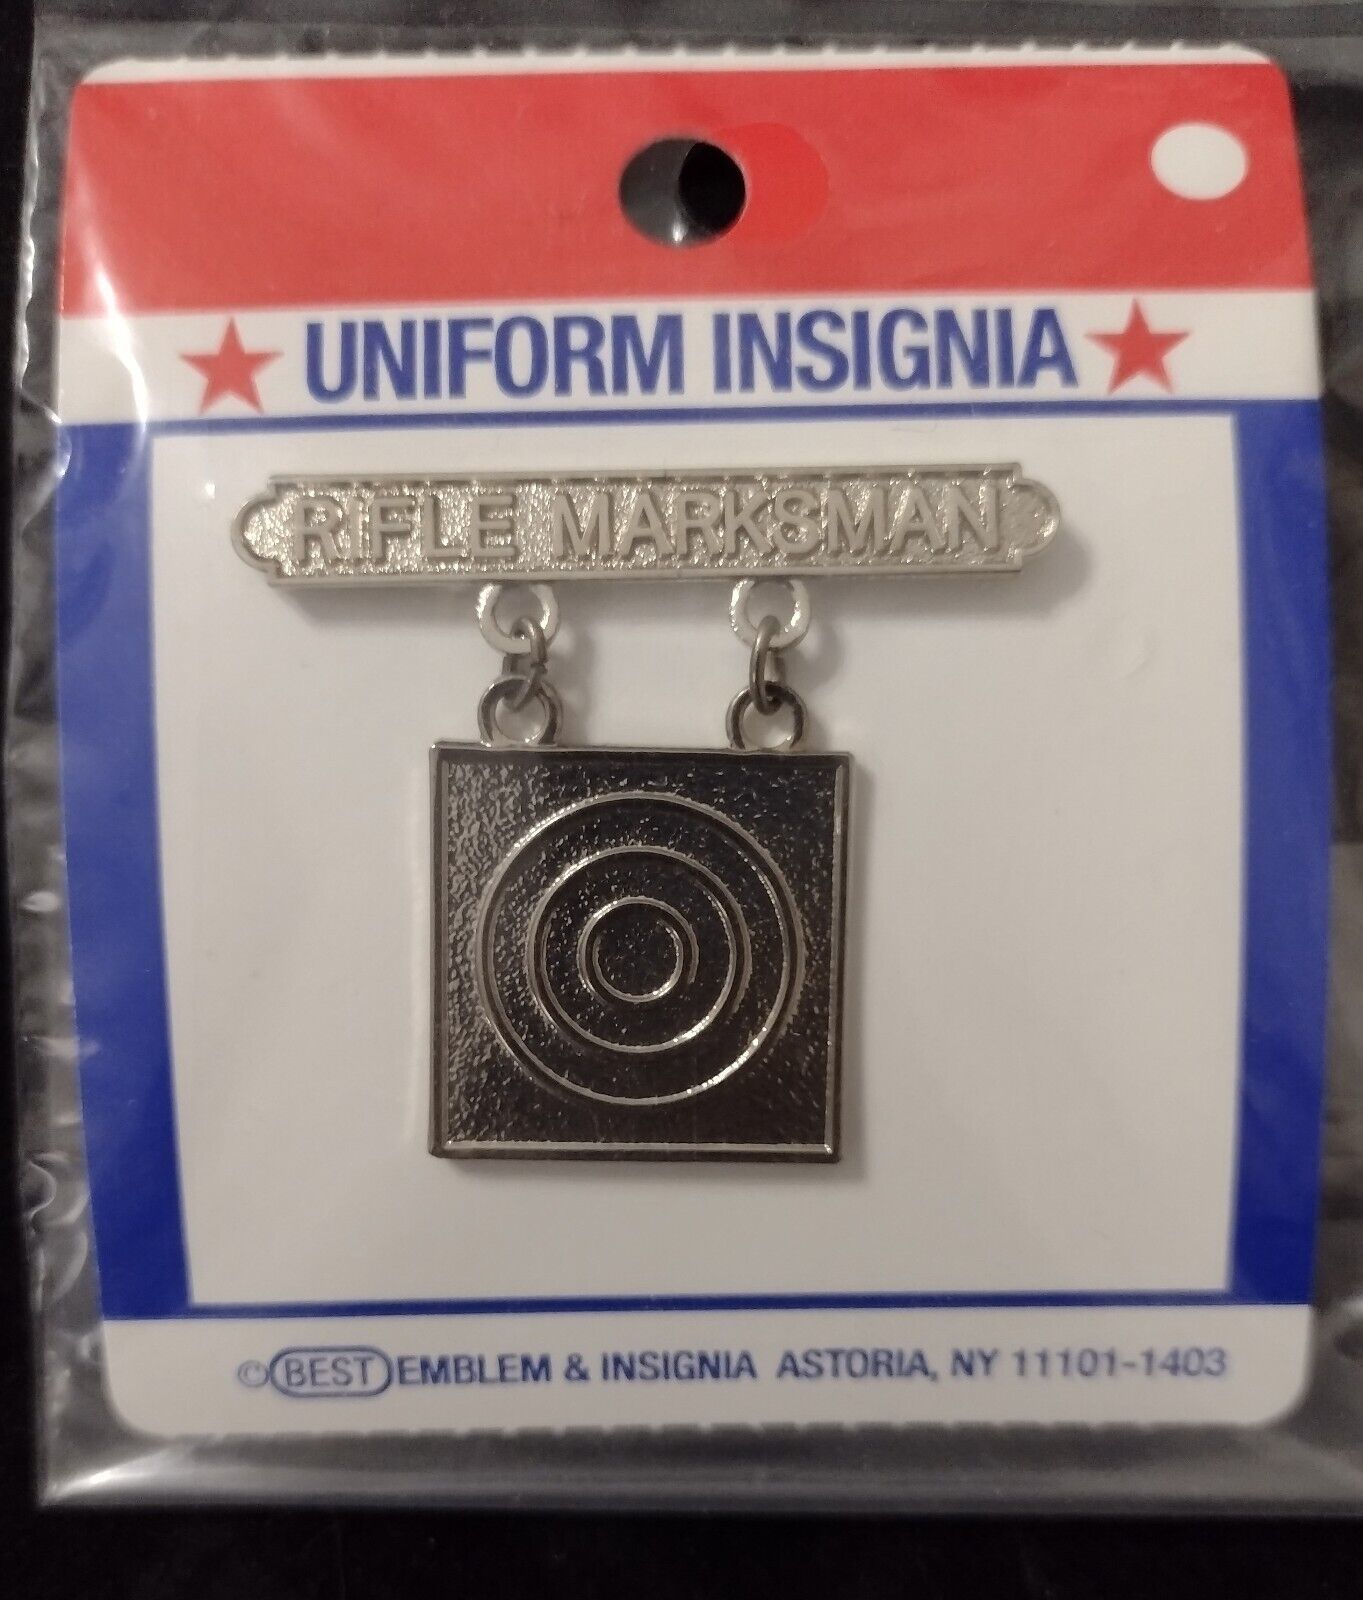 UNIFORM INSIGNIA
RIFLE MARKSMAN
© BEST EMBLEM & INSIGNIA ASTORIA, NY 11101-1403